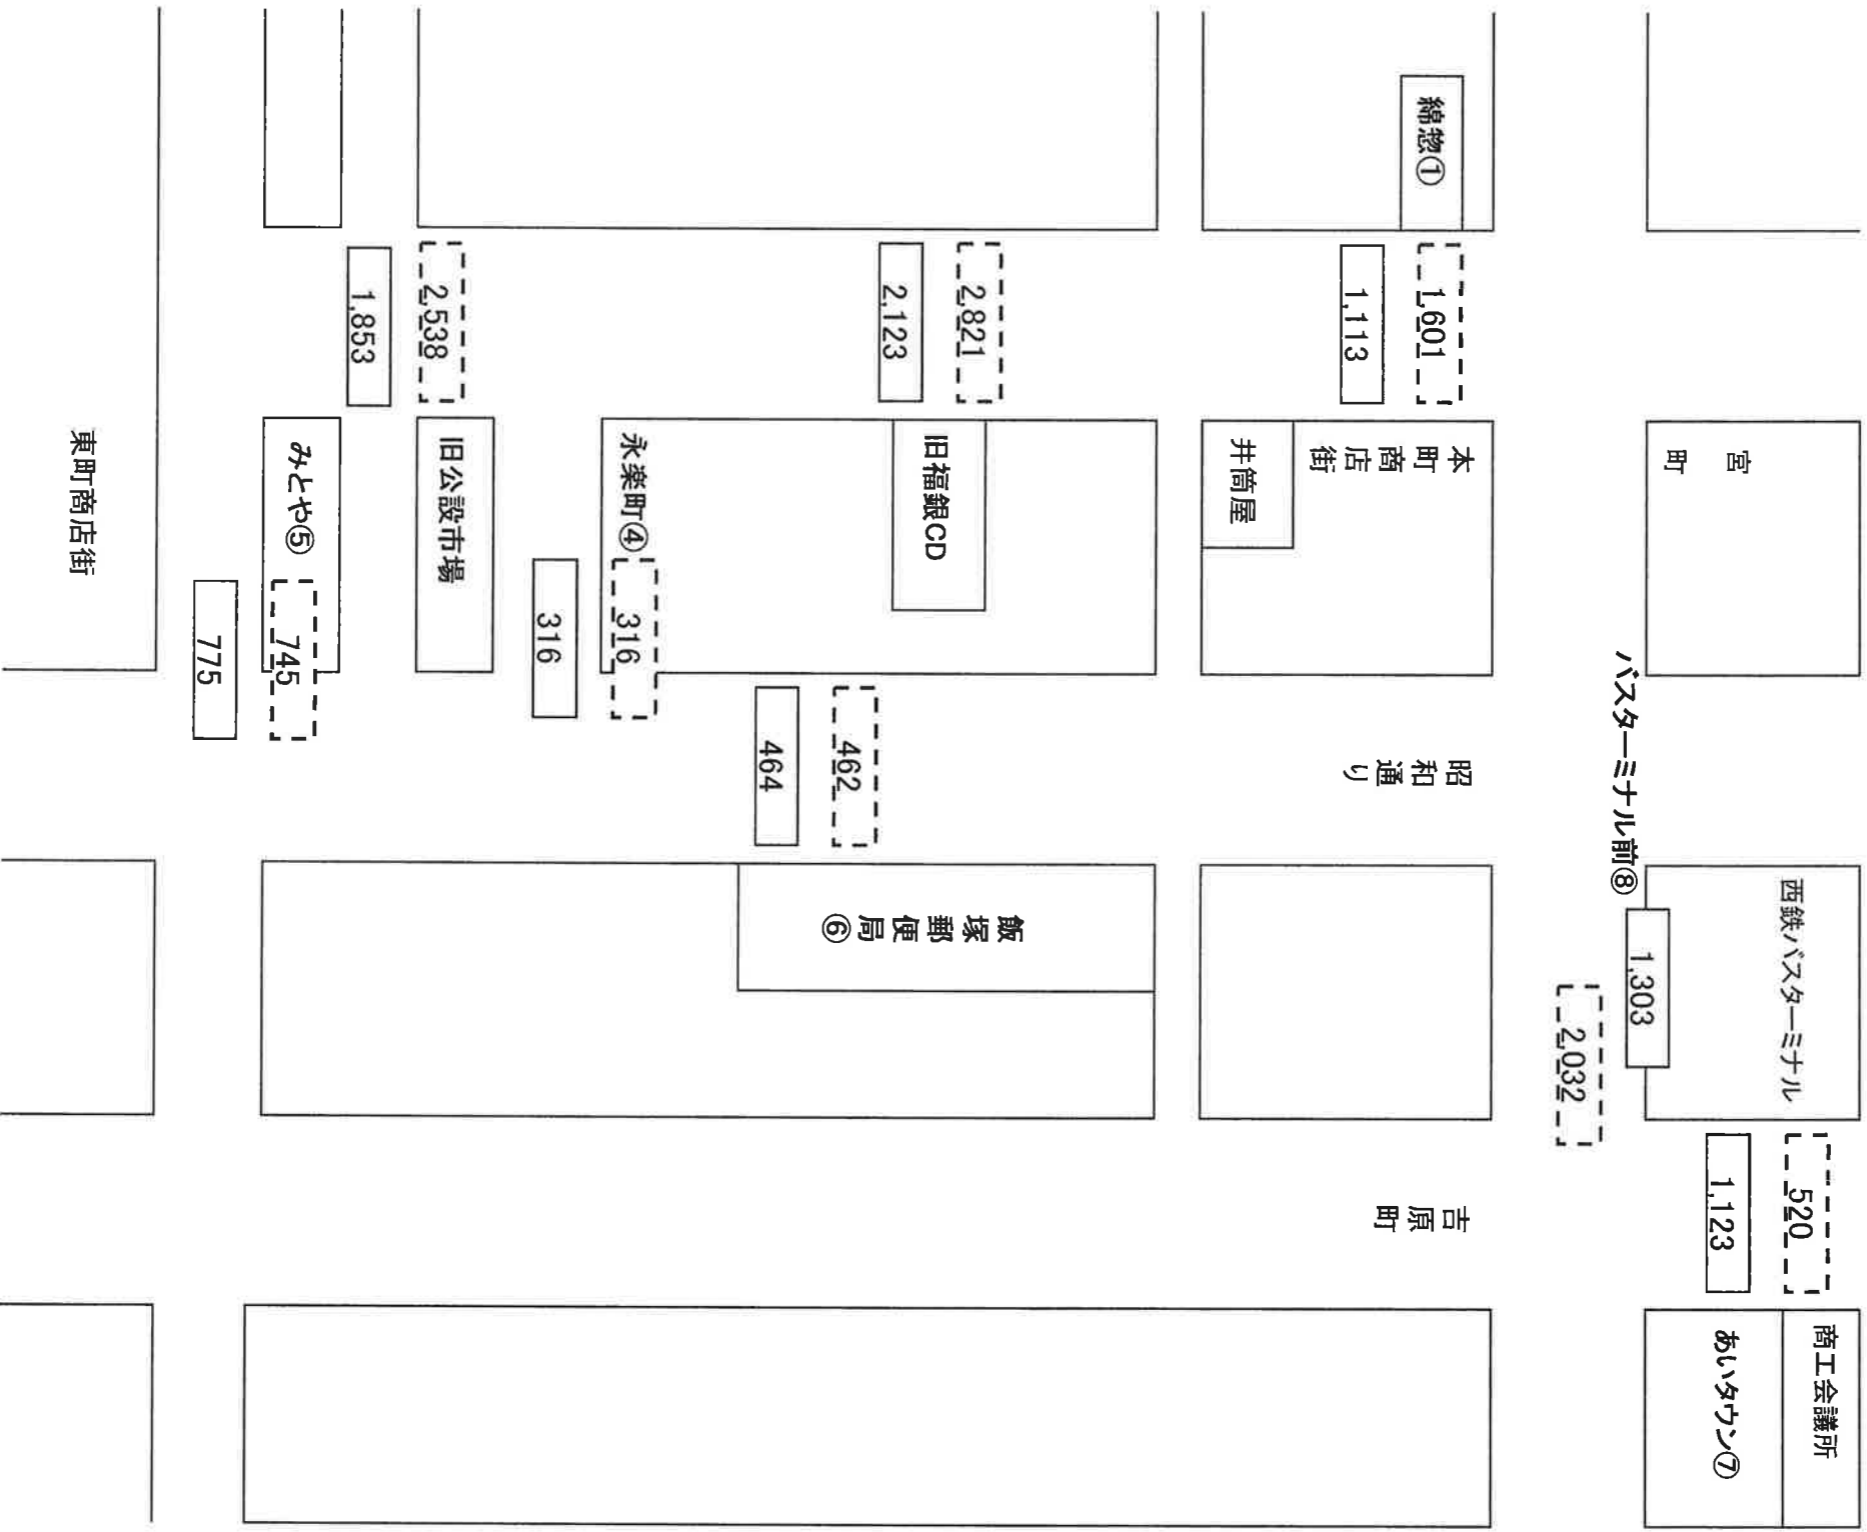 宮町
西鉄バスターミナル
520
商工会議所
1,123
あいタウン⑦
1,303
バスターミナル前⑧
2,032
綿惣①
1,601
1,113
本町商店街
昭和通り
吉原町
井筒屋
2,821
2,123
旧福銀CD
飯塚郵便局⑥
462
464
永楽町④
316
316
2,538
1,853
旧公設市場
みとや⑤
745
775
東町商店街